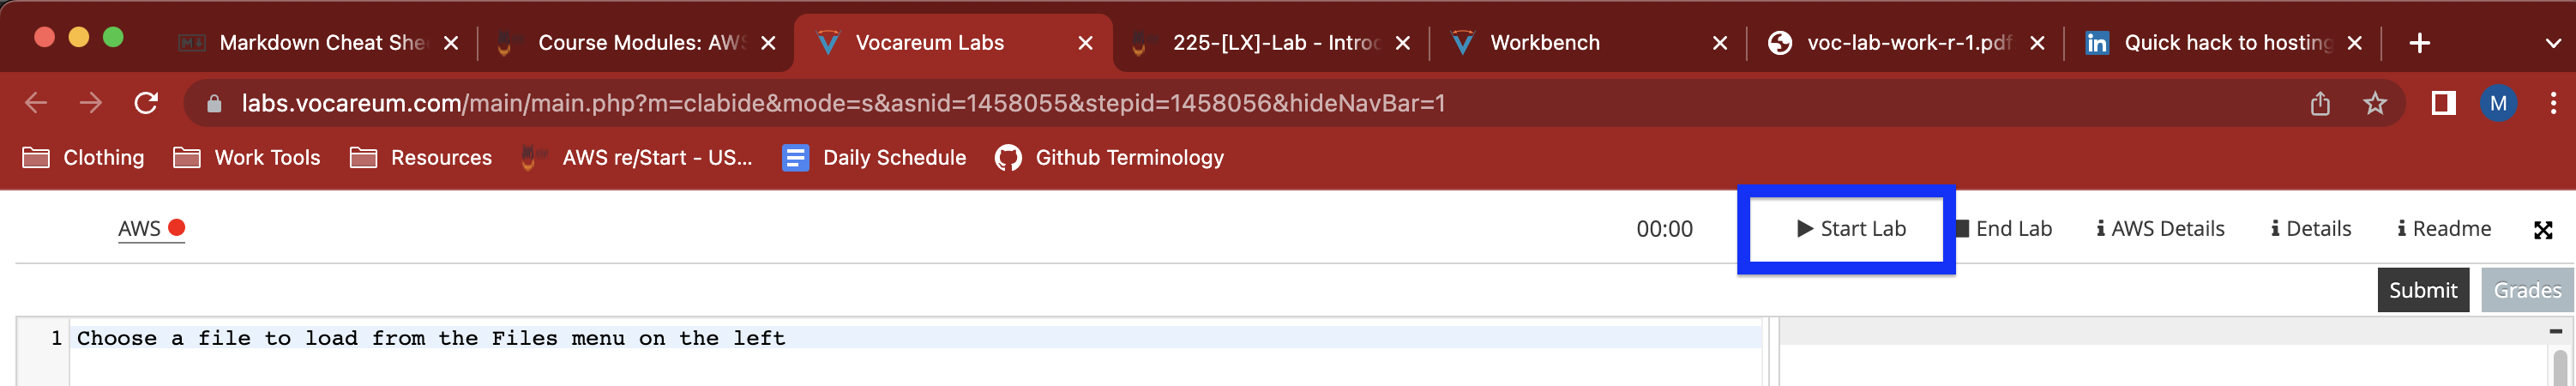 Markdown Cheat She
Course Modules: AWS
Vocareum Labs
225-[LX]-Lab - Introd
Workbench
voc-lab-work-r-1.pdf
Quick hack to hosting
labs.vocareum.com/main/main.php?m=clabide&mode=s&asnid=1458055&stepid=1458056&hideNavBar=1
M
Clothing
Work Tools
Resources
AWS re/Start - US...
Daily Schedule
Github Terminology
AWS
00:00
Start Lab
End Lab
AWS Details
Details
Readme
Submit
Grades
1 Choose a file to load from the Files menu on the left